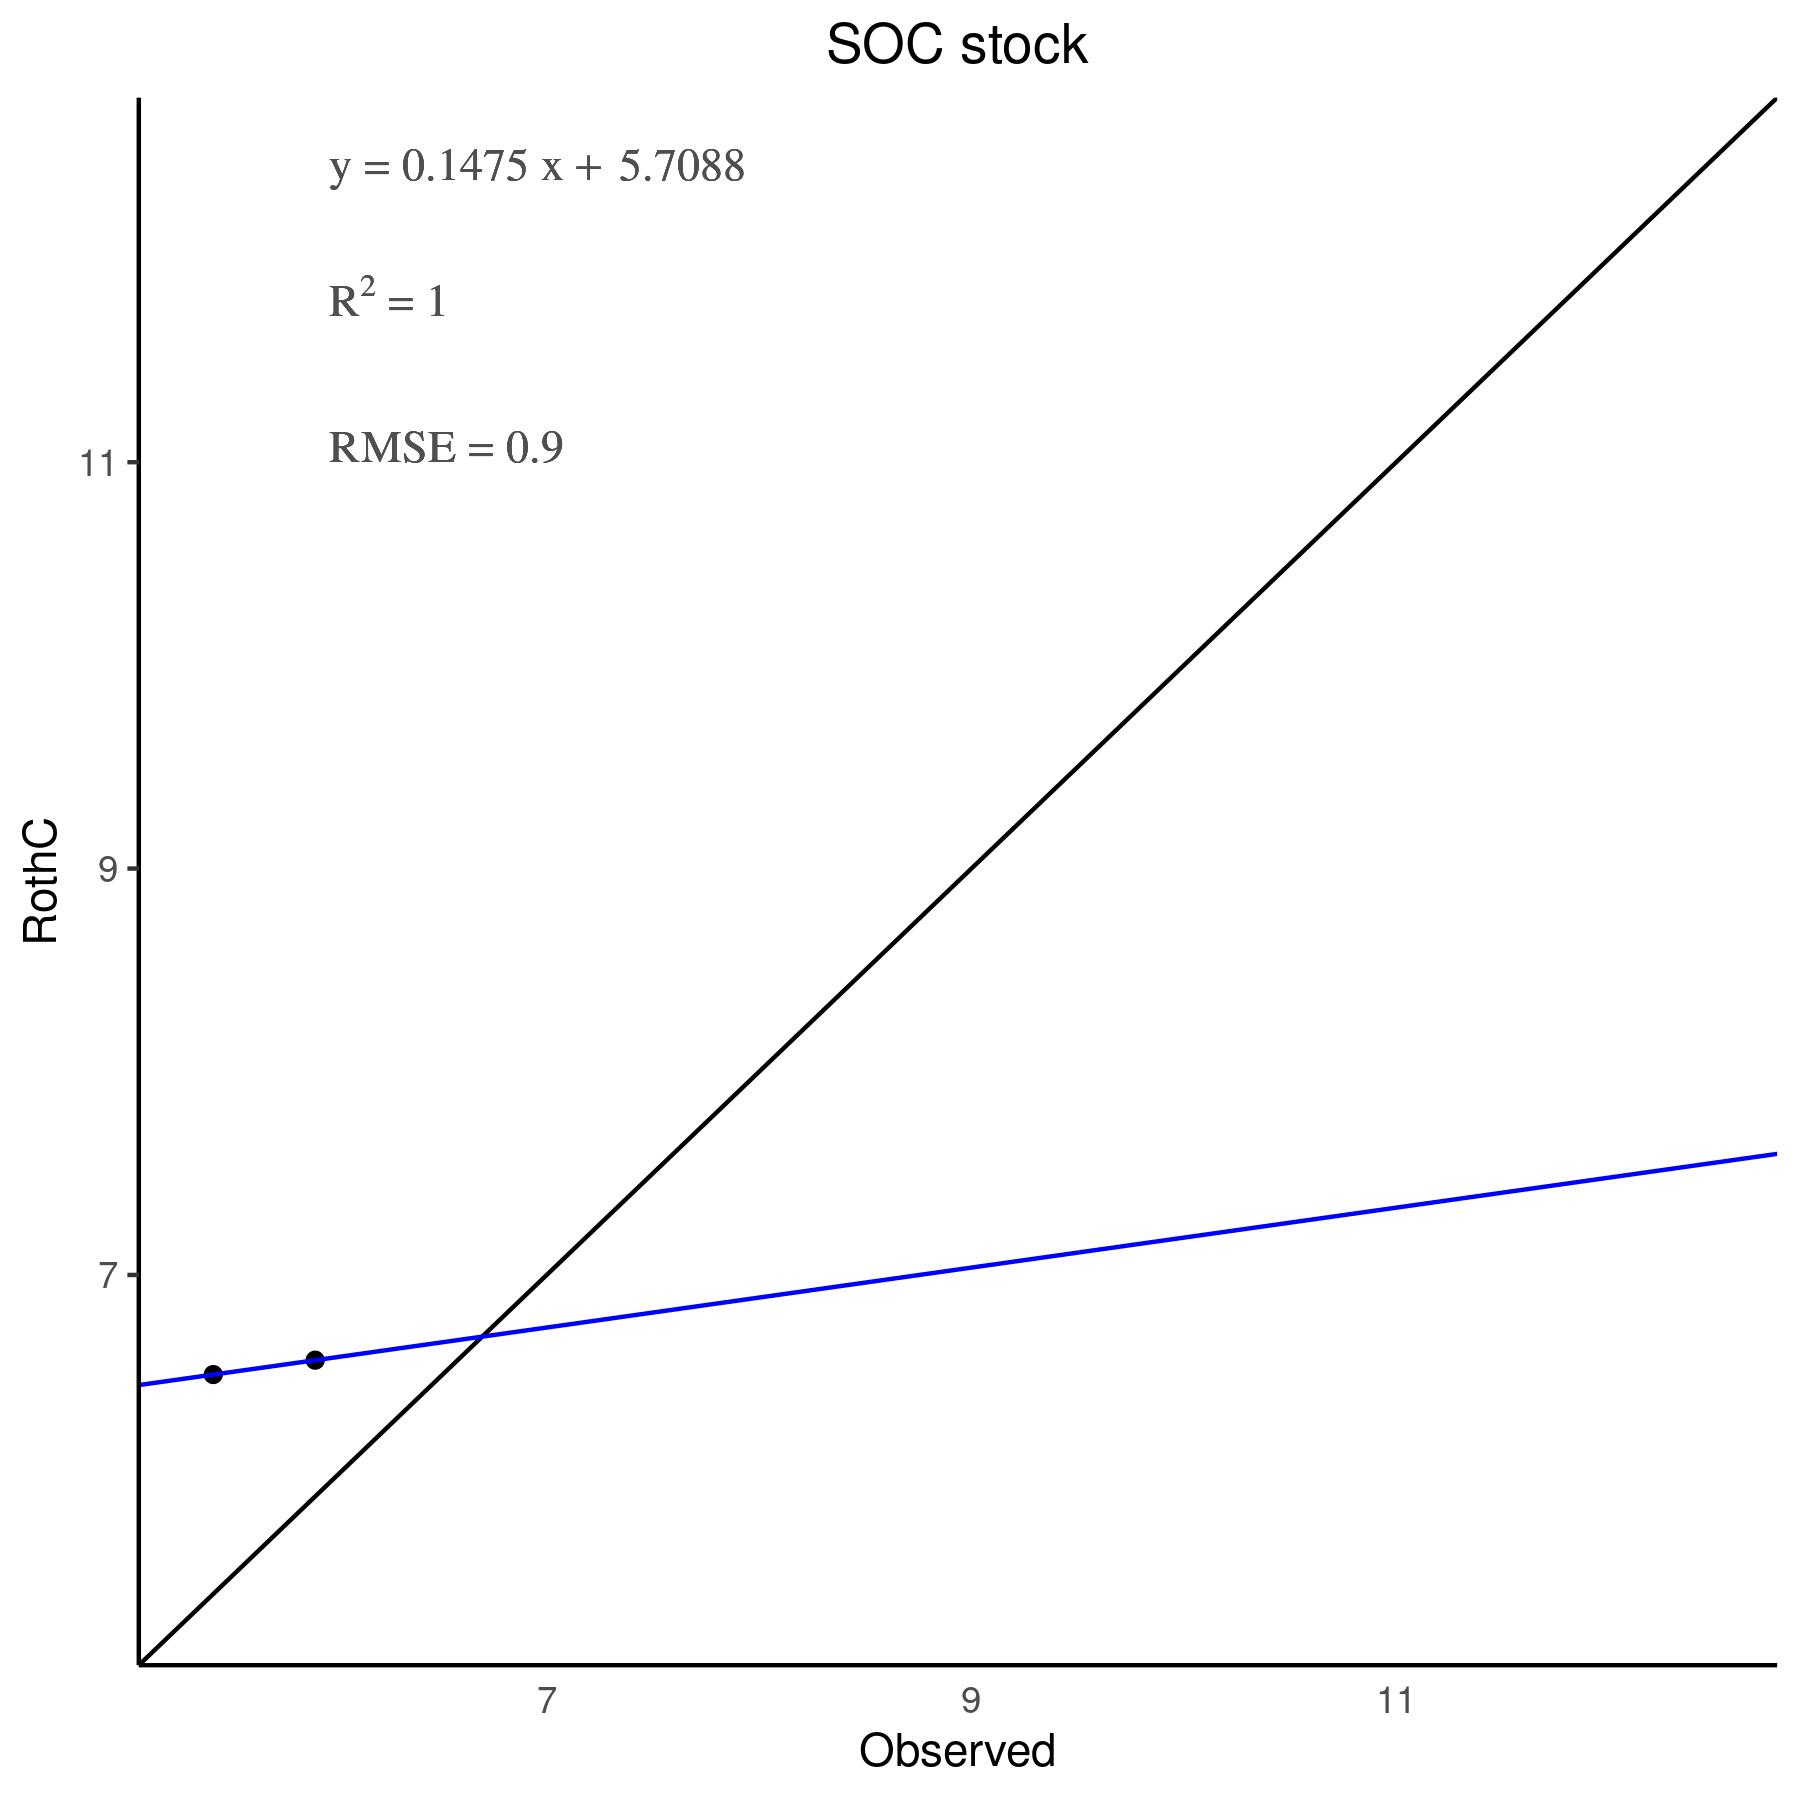 SOC stock
y = 0.1475 x + 5.7088
R² = 1
RMSE = 0.9
11
9
7
RothC
7 9 11
Observed